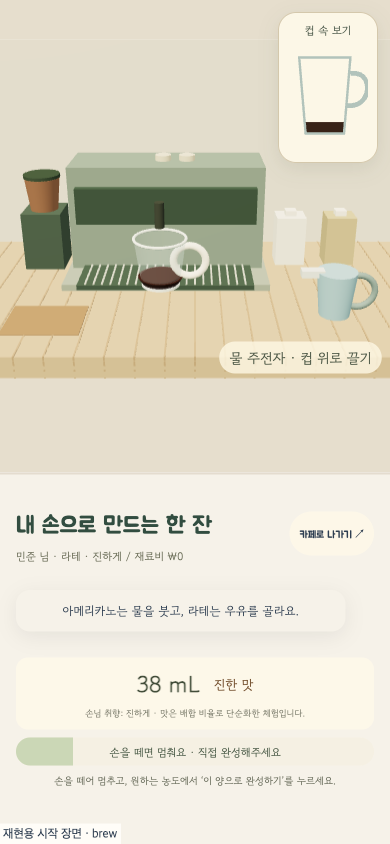 컵 속 보기
물 주전자 · 컵 위로 끌기
내 손으로 만드는 한 잔
카페로 나가기 ↗
민준 님 · 라테 · 진하게 / 재료비 ₩0
아메리카노는 물을 붓고, 라테는 우유를 골라요.
38 mL 진한 맛
손님 취향: 진하게 · 맛은 배합 비율로 단순화한 체험입니다.
손을 떼면 멈춰요 · 직접 완성해주세요
손을 떼어 멈추고, 원하는 농도에서 ‘이 양으로 완성하기’를 누르세요.
재현용 시작 장면 · brew